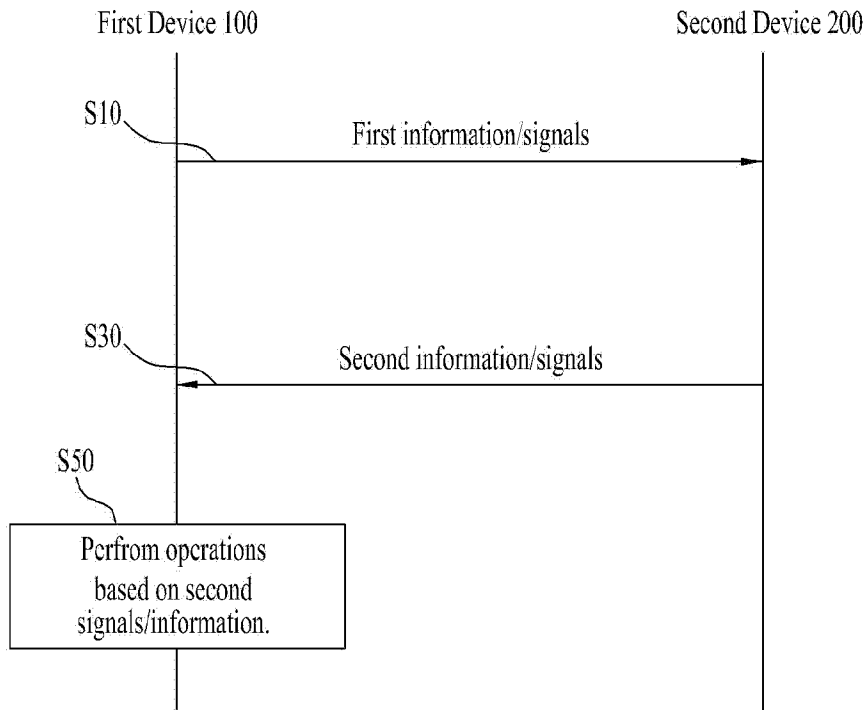 First Device 100
Second Device 200
S10
First information/signals
S30
Second information/signals
S50
Perfrom operations
based on second
signals/information.